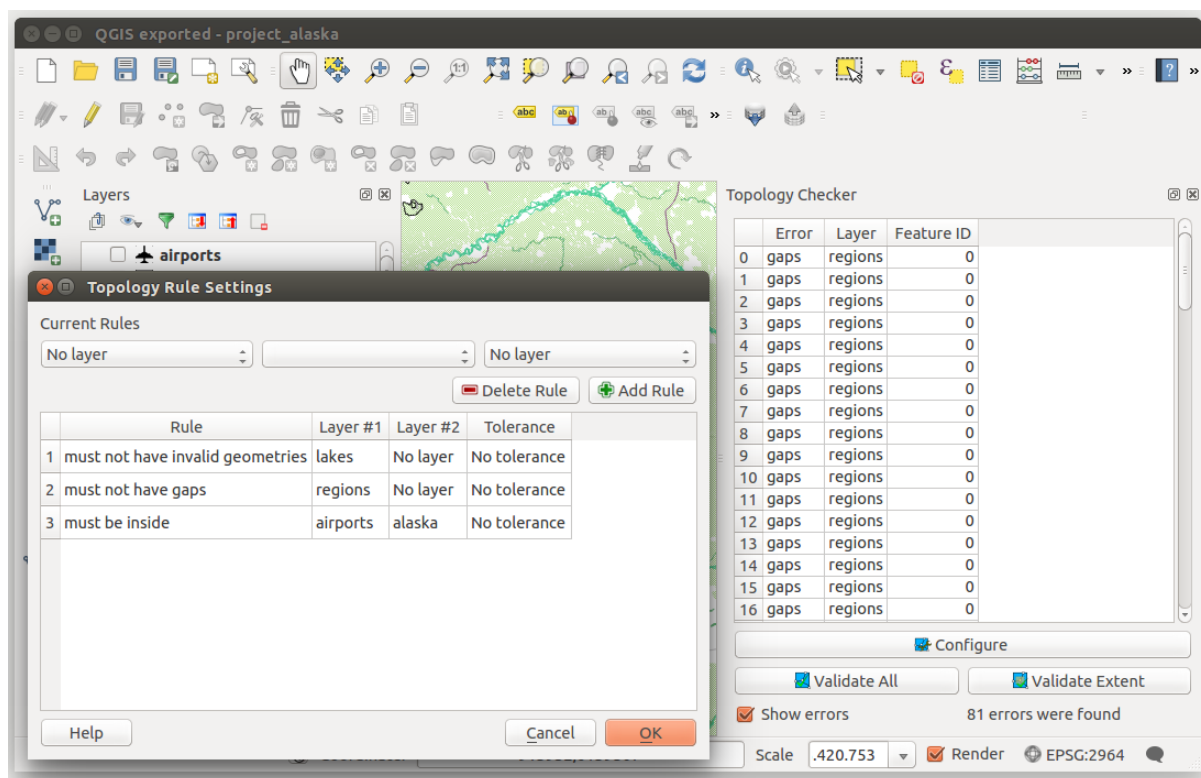 QGIS exported - project_alaska
1:1
abc
abc
ab
abc
abc
»
?
»
Layers
Topology Checker
airports
Error Layer Feature ID
0 gaps regions 0
1 gaps regions 0
2 gaps regions 0
3 gaps regions 0
4 gaps regions 0
5 gaps regions 0
6 gaps regions 0
7 gaps regions 0
8 gaps regions 0
9 gaps regions 0
10 gaps regions 0
11 gaps regions 0
12 gaps regions 0
13 gaps regions 0
14 gaps regions 0
15 gaps regions 0
16 gaps regions 0
Topology Rule Settings
Current Rules
No layer No layer
Delete Rule Add Rule
Rule Layer #1 Layer #2 Tolerance
1 must not have invalid geometries lakes No layer No tolerance
2 must not have gaps regions No layer No tolerance
3 must be inside airports alaska No tolerance
Help Cancel OK
Configure
Validate All Validate Extent
Show errors 81 errors were found
Scale .420.753 Render EPSG:2964